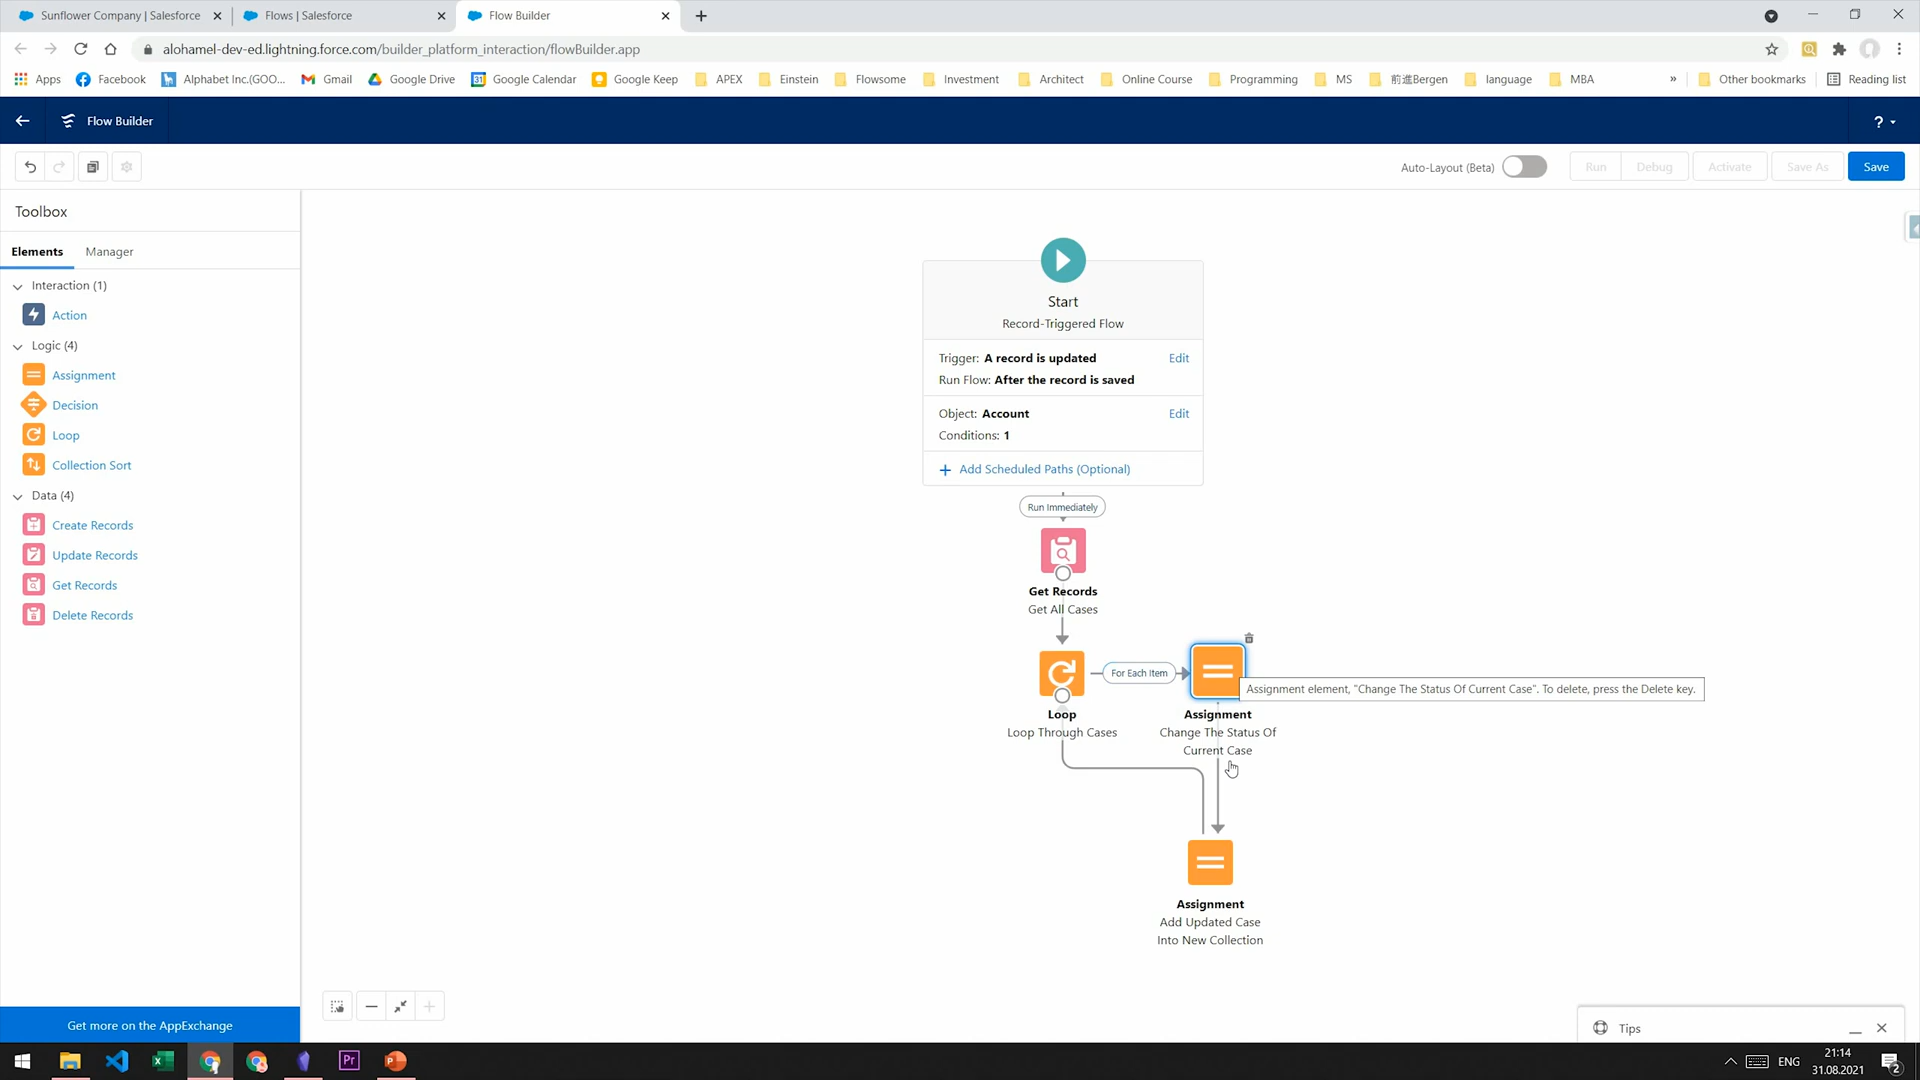 Sunflower Company | Salesforce
Flows | Salesforce
Flow Builder
alohamel-dev-ed.lightning.force.com/builder_platform_interaction/flowBuilder.app
Apps
Facebook
Alphabet Inc.(GOO...
Gmail
Google Drive
31
Google Calendar
Google Keep
APEX
Einstein
Flowsome
Investment
Architect
Online Course
Programming
MS
前進Bergen
language
MBA
»
Other bookmarks
Reading list
Flow Builder
?
Auto-Layout (Beta)
Run
Debug
Activate
Save As
Save
Toolbox
Elements
Manager
Interaction (1)
Action
Logic (4)
Assignment
Decision
Loop
Collection Sort
Data (4)
Create Records
Update Records
Get Records
Delete Records
Get more on the AppExchange
Start
Record-Triggered Flow
Trigger: A record is updated
Edit
Run Flow: After the record is saved
Object: Account
Edit
Conditions: 1
Add Scheduled Paths (Optional)
Run Immediately
Get Records
Get All Cases
For Each Item
Assignment element, "Change The Status Of Current Case". To delete, press the Delete key.
Loop
Loop Through Cases
Assignment
Change The Status Of
Current Case
Assignment
Add Updated Case
Into New Collection
Tips
Pr
P
ENG
21:14
31.08.2021
2